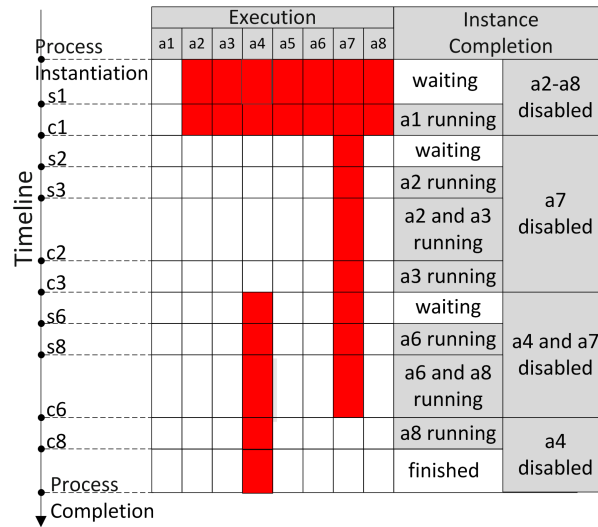 Execution
Instance
Completion
a1 a2 a3 a4 a5 a6 a7 a8
Process
Instantiation
waiting
a2-a8
disabled
s1
a1 running
c1
waiting
a7
disabled
s2
a2 running
s3
a2 and a3
running
c2
a3 running
c3
waiting
a4 and a7
disabled
s6
a6 running
s8
a6 and a8
running
c6
a8 running
a4
disabled
c8
finished
Process
Completion
Timeline